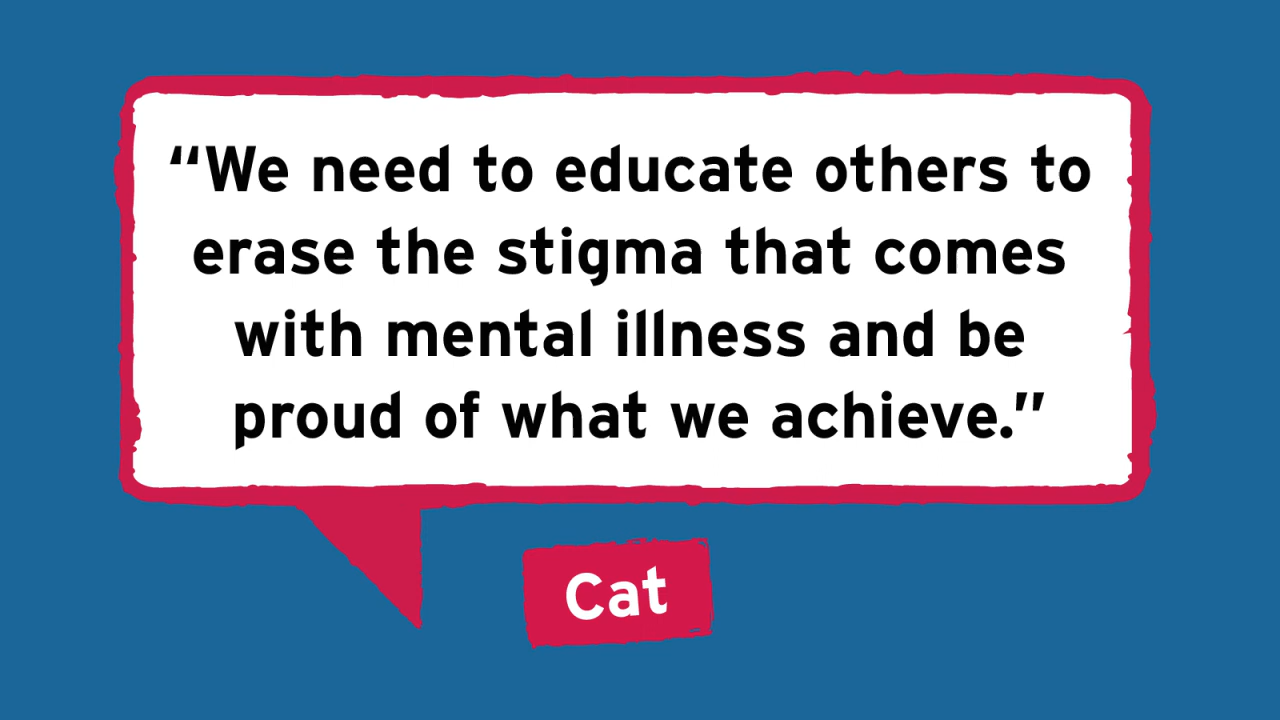 “We need to educate others to
erase the stigma that comes
with mental illness and be
proud of what we achieve.”
Cat